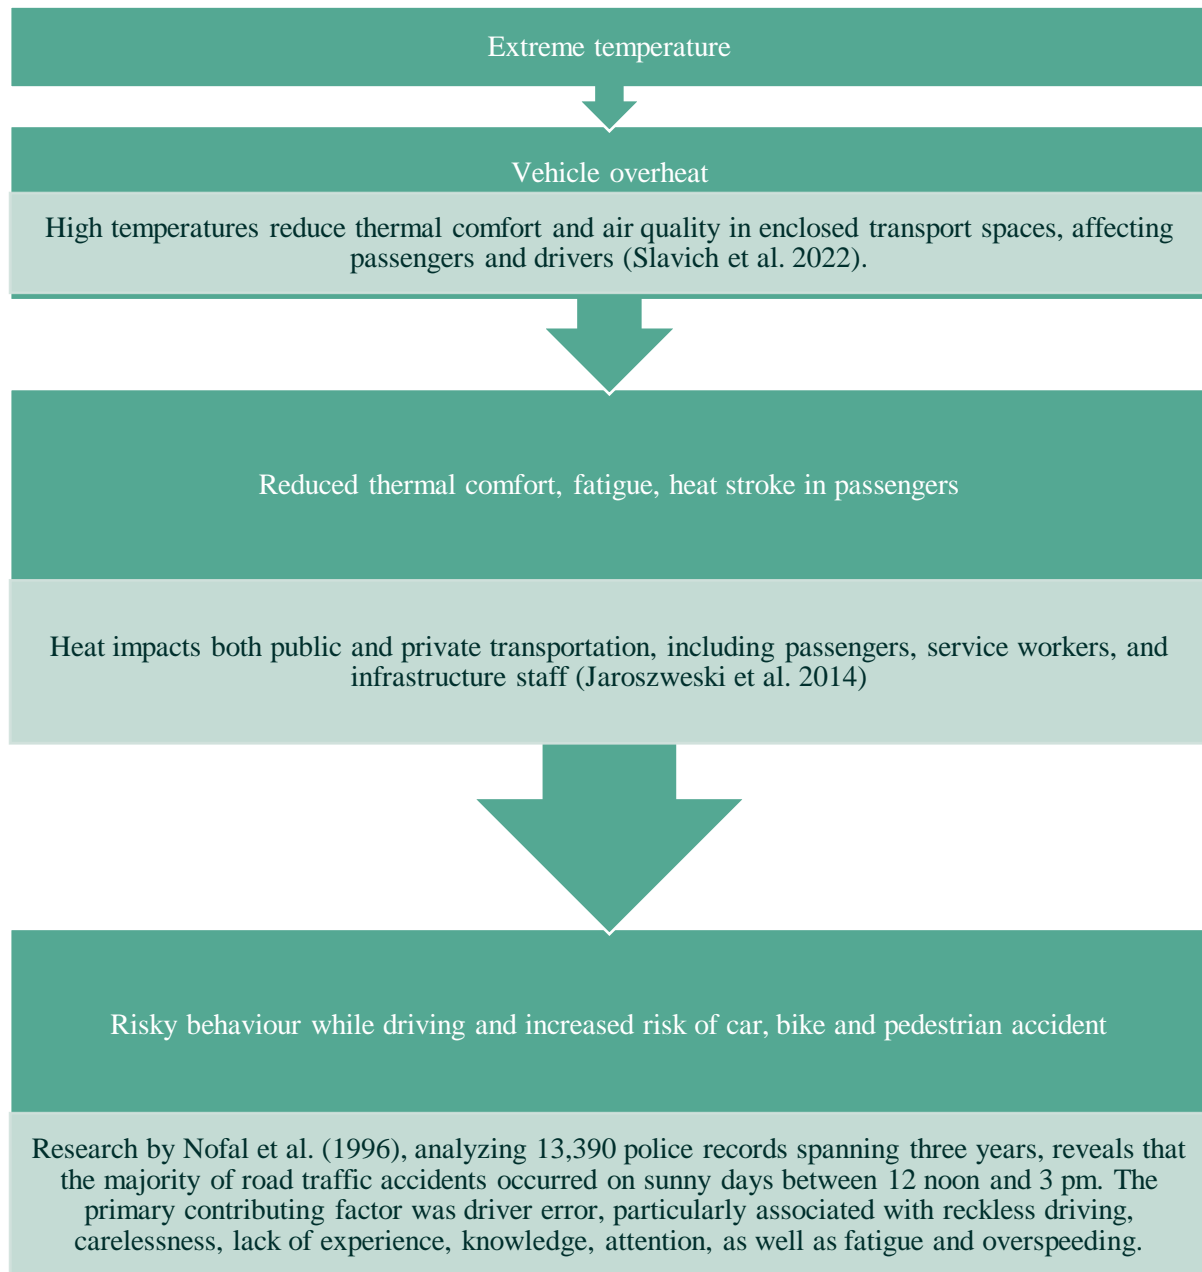 Extreme temperature
Vehicle overheat
High temperatures reduce thermal comfort and air quality in enclosed transport spaces, affecting
passengers and drivers (Slavich et al. 2022).
Reduced thermal comfort, fatigue, heat stroke in passengers
Heat impacts both public and private transportation, including passengers, service workers, and
infrastructure staff (Jaroszweski et al. 2014)
Risky behaviour while driving and increased risk of car, bike and pedestrian accident
Research by Nofal et al. (1996), analyzing 13,390 police records spanning three years, reveals that
the majority of road traffic accidents occurred on sunny days between 12 noon and 3 pm. The
primary contributing factor was driver error, particularly associated with reckless driving,
carelessness, lack of experience, knowledge, attention, as well as fatigue and overspeeding.